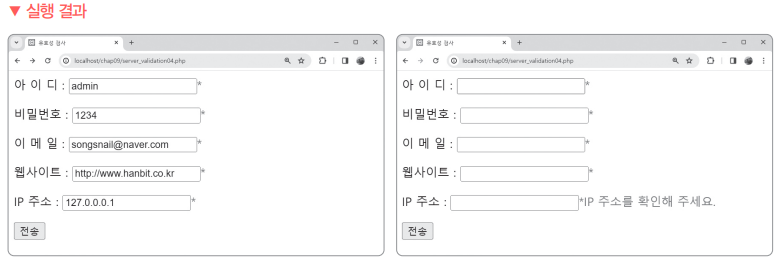 ▼ 실행 결과
유효성 검사
localhost/chap09/server_validation04.php
아 이 디 : admin*
비밀번호 : 1234*
이 메 일 : songsnail@naver.com*
웹사이트 : http://www.hanbit.co.kr*
IP 주소 : 127.0.0.0.1*
전송
유효성 검사
localhost/chap09/server_validation04.php
아 이 디 : *
비밀번호 : *
이 메 일 : *
웹사이트 : *
IP 주소 : *IP 주소를 확인해 주세요.
전송